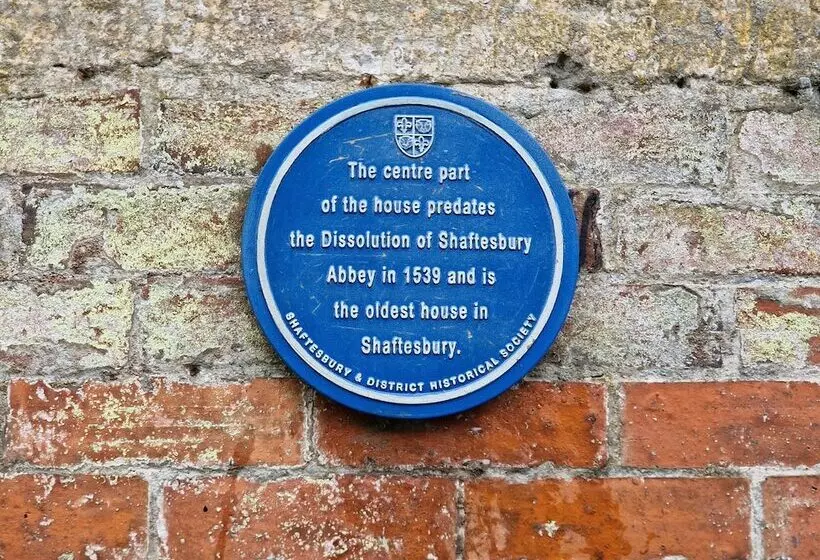 The centre part
of the house predates
the Dissolution of Shaftesbury
Abbey in 1539 and is
the oldest house in
Shaftesbury.
SHAFTESBURY & DISTRICT HISTORICAL SOCIETY